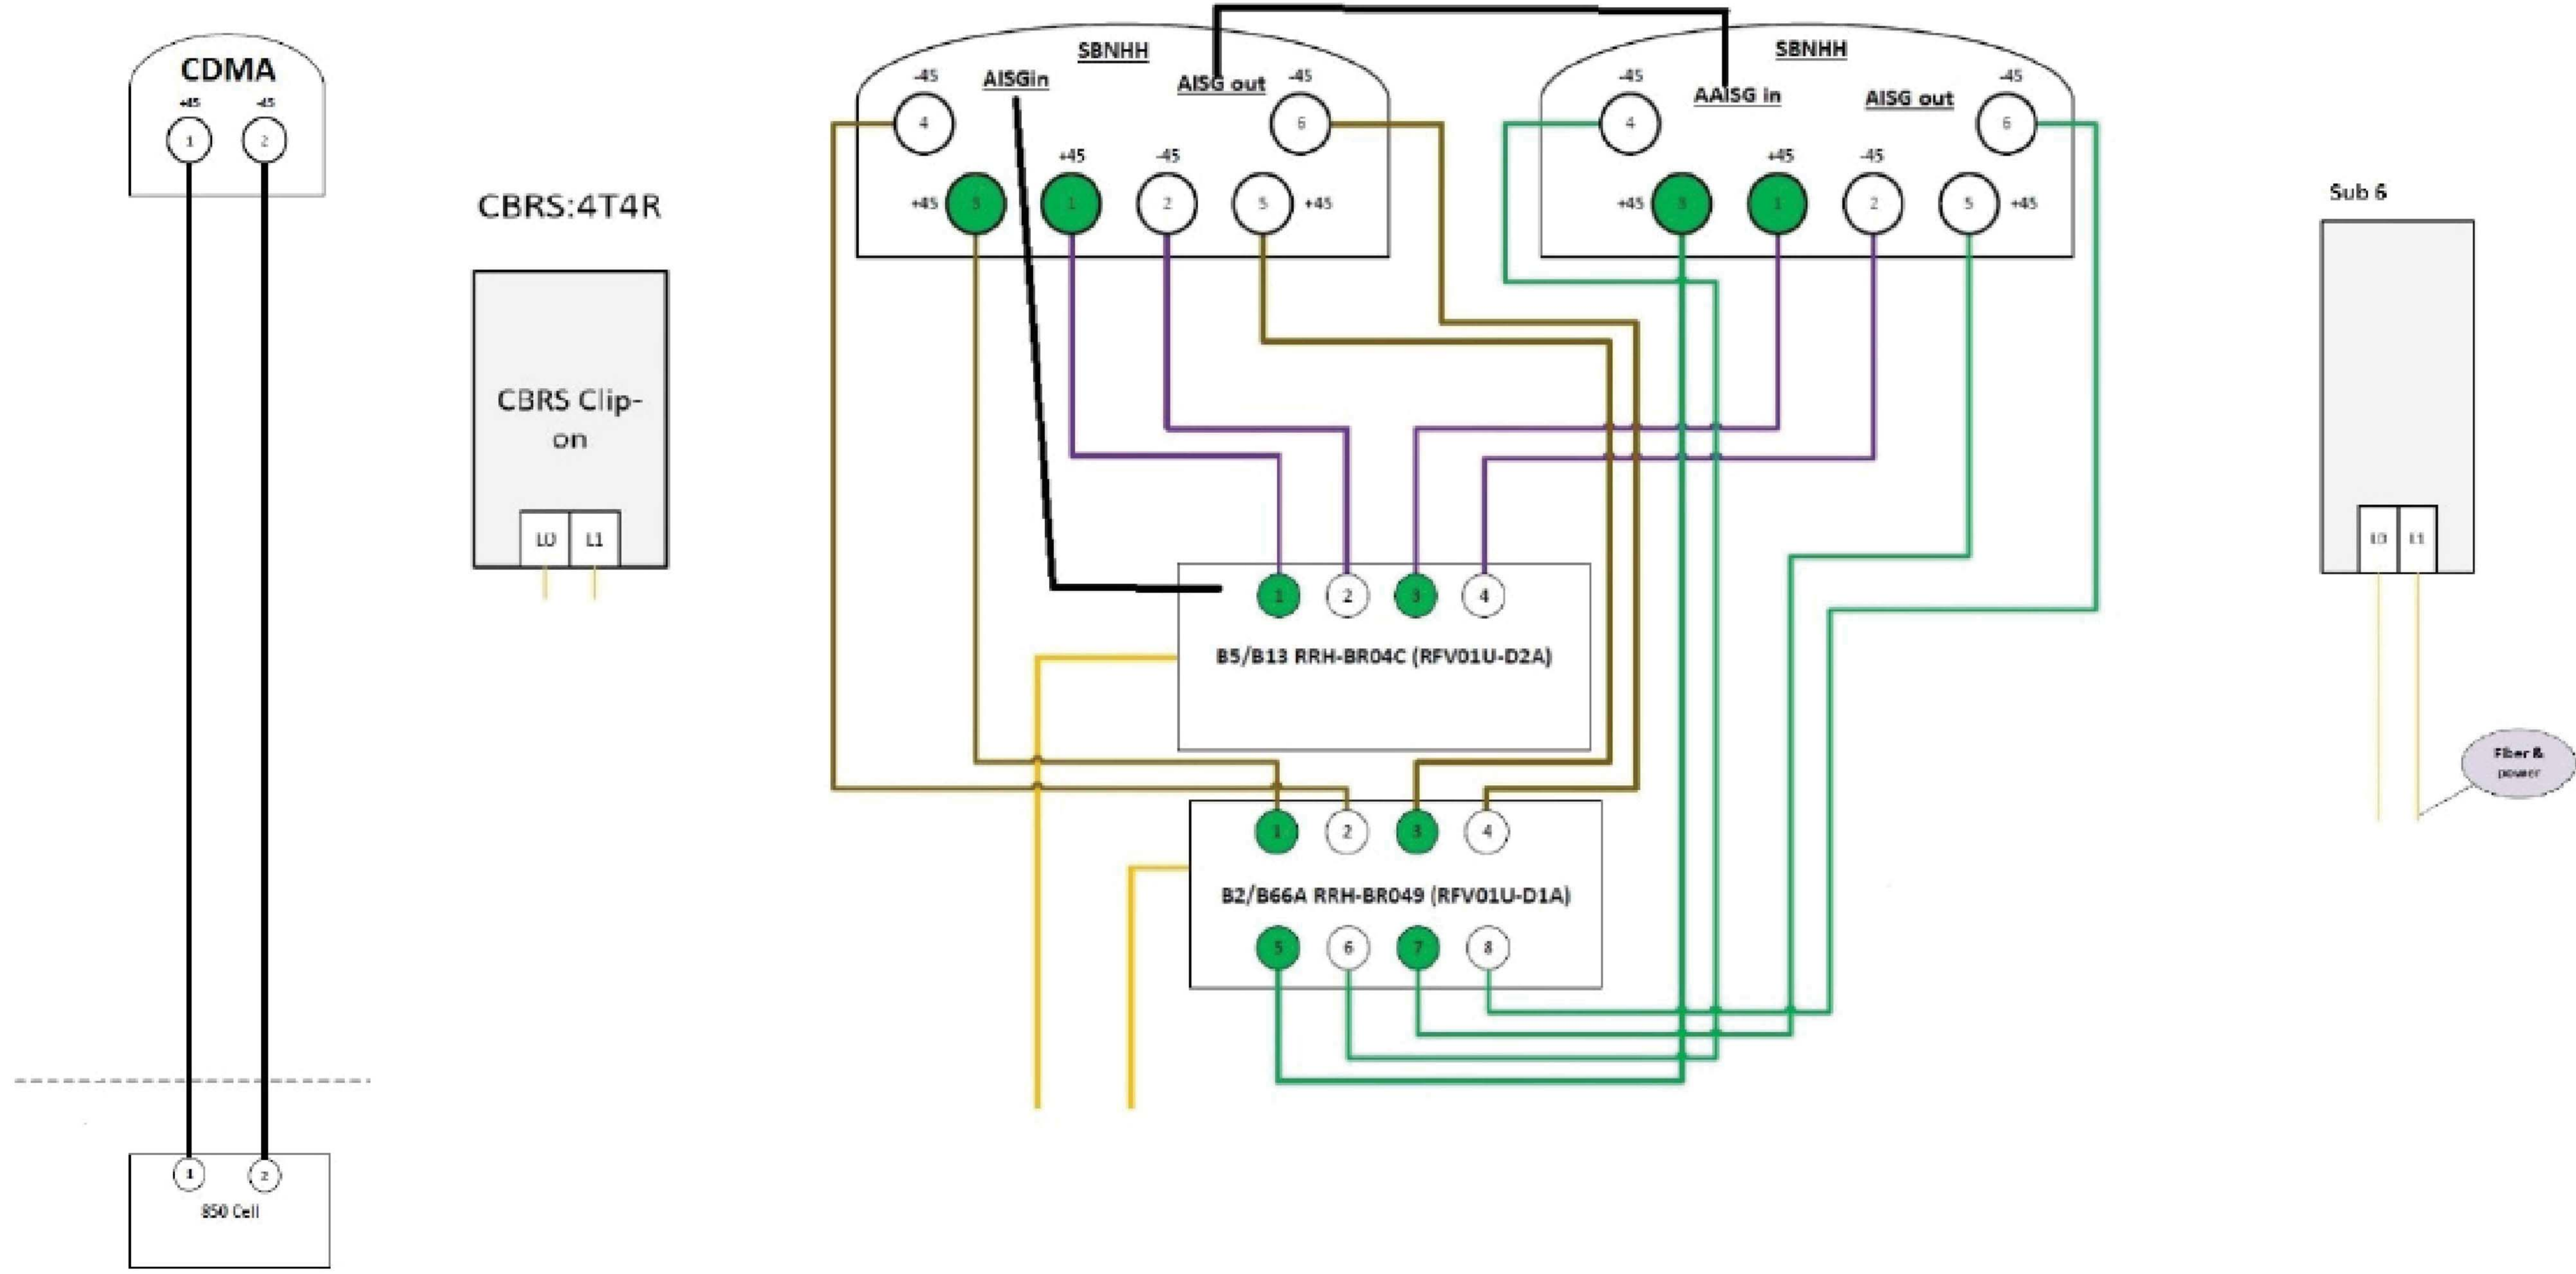 CDMA
+45 -45
1 2
CBRS:4T4R
CBRS Clip-
on
L0 L1
SBNHH
AISGin
AISG out
-45 -45
4 6
+45 -45
+45 3 1 2 5 +45
SBNHH
AAISG in
AISG out
-45 -45
4 6
+45 -45
+45 3 1 2 5 +45
Sub 6
L0 L1
Fiber &
power
1 2 3 4
B5/B13 RRH-BR04C (RFV01U-D2A)
1 2 3 4
B2/B66A RRH-BR049 (RFV01U-D1A)
5 6 7 8
1 2
850 Cell